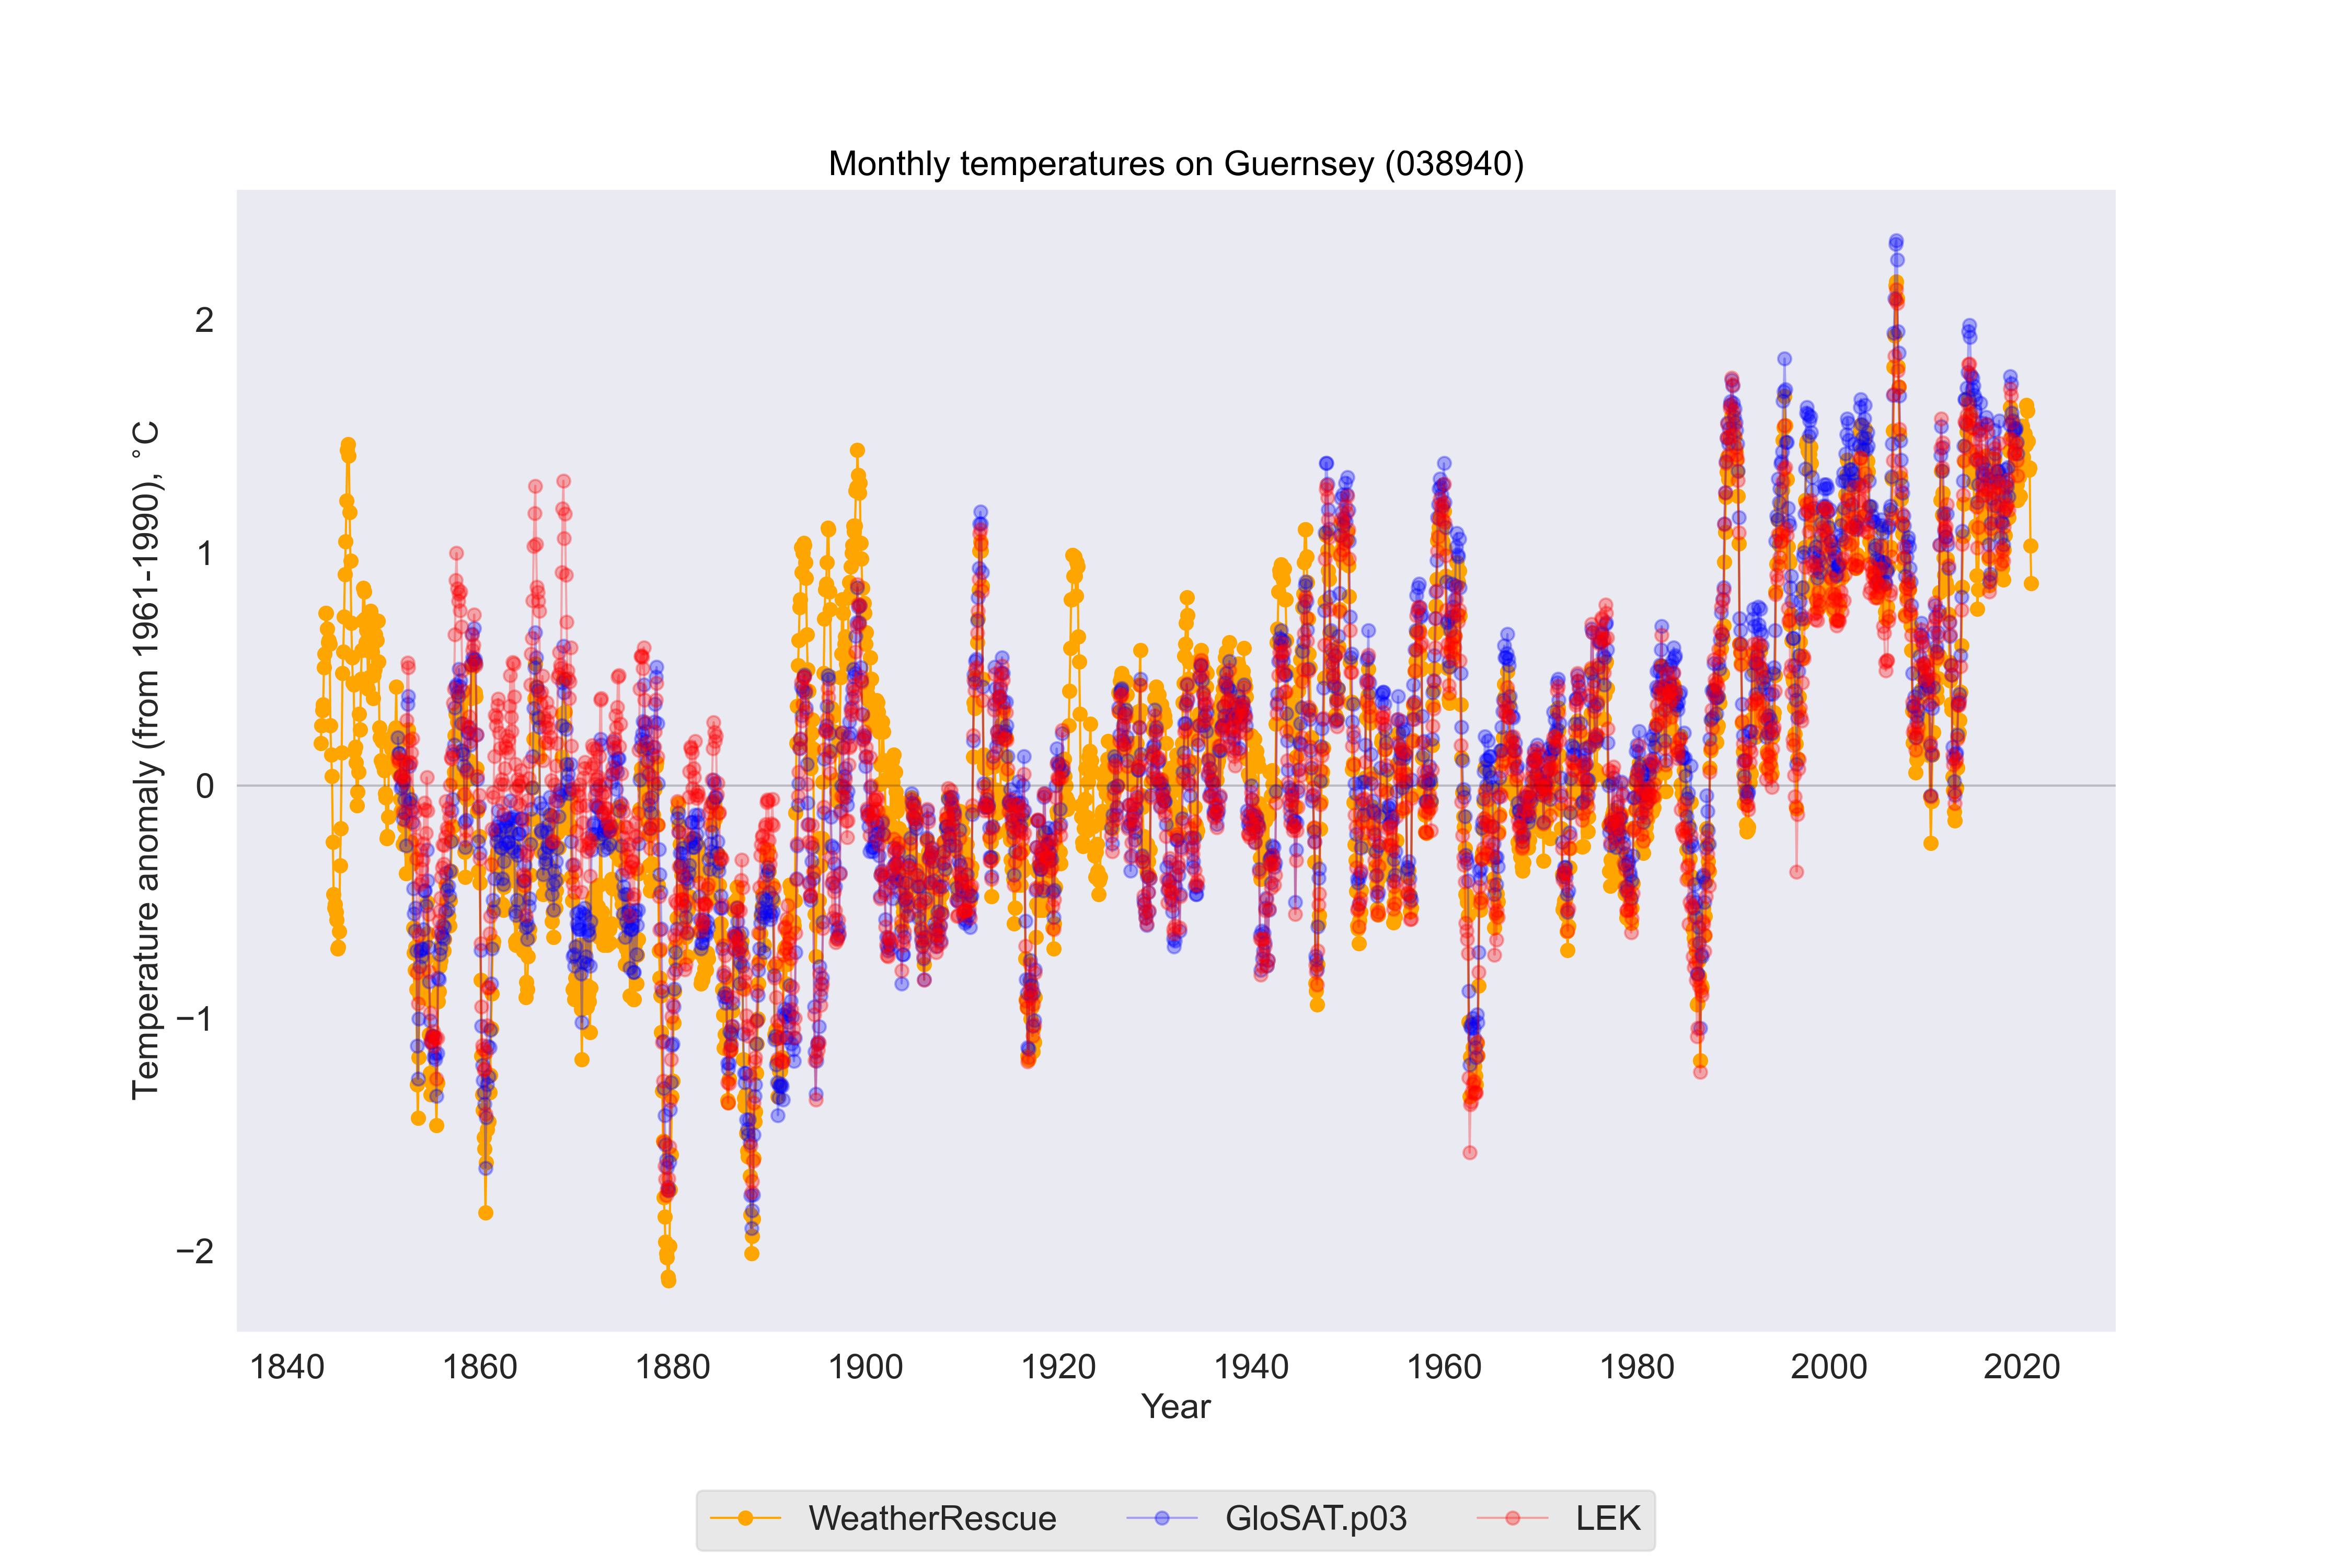 Monthly temperatures on Guernsey (038940)
Temperature anomaly (from 1961-1990), °C
2
1
0
−1
−2
1840 1860 1880 1900 1920 1940 1960 1980 2000 2020
Year
WeatherRescue GloSAT.p03 LEK